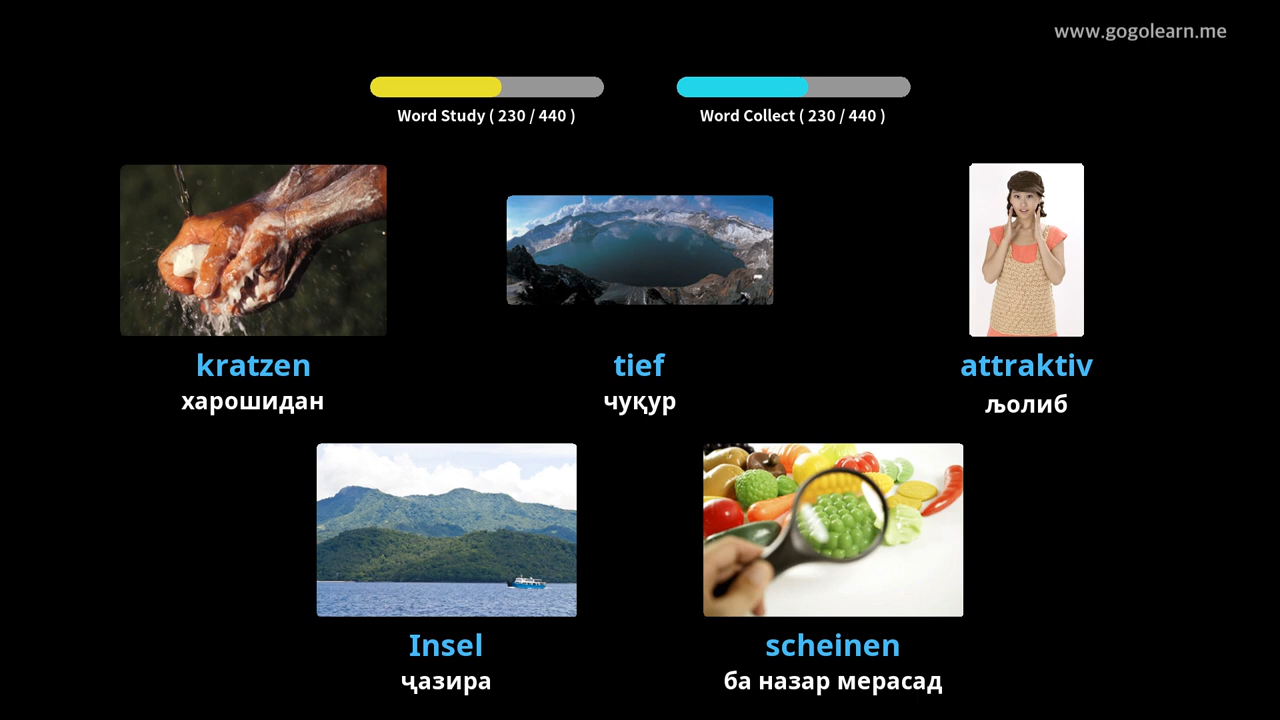 www.gogolearn.me
Word Study ( 230 / 440 )
Word Collect ( 230 / 440 )
kratzen
харошидан
tief
чуқур
attraktiv
љолиб
Insel
ҷазира
scheinen
ба назар мерасад